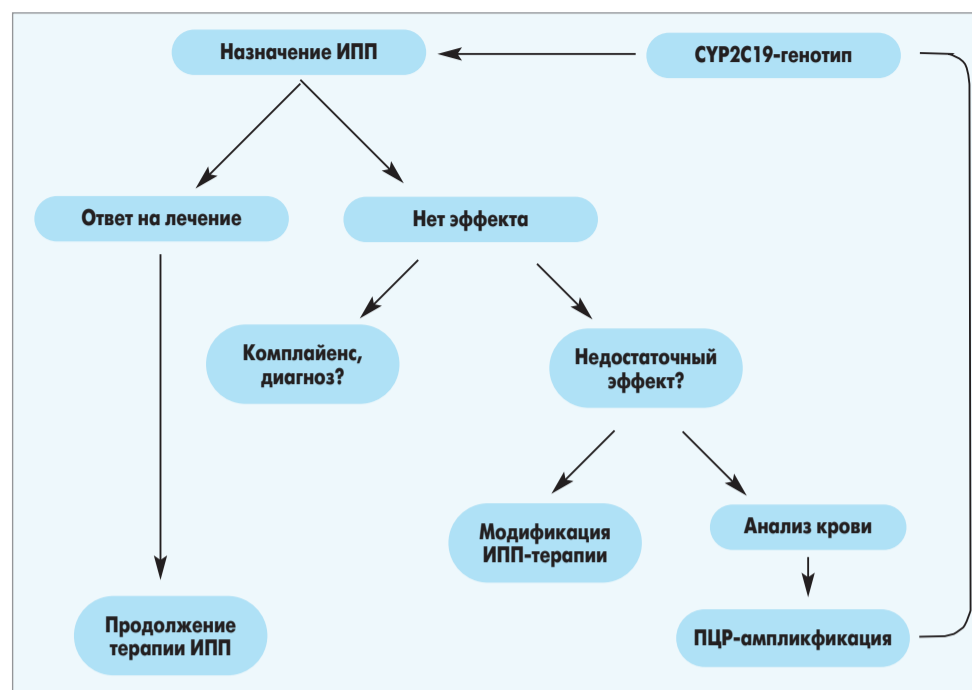 Назначение ИПП
CYP2C19-генотип
Ответ на лечение
Нет эффекта
Комплайенс,
диагноз?
Недостаточный
эффект?
Модификация
ИПП-терапии
Анализ крови
Продолжение
терапии ИПП
ПЦР-ампликфикация